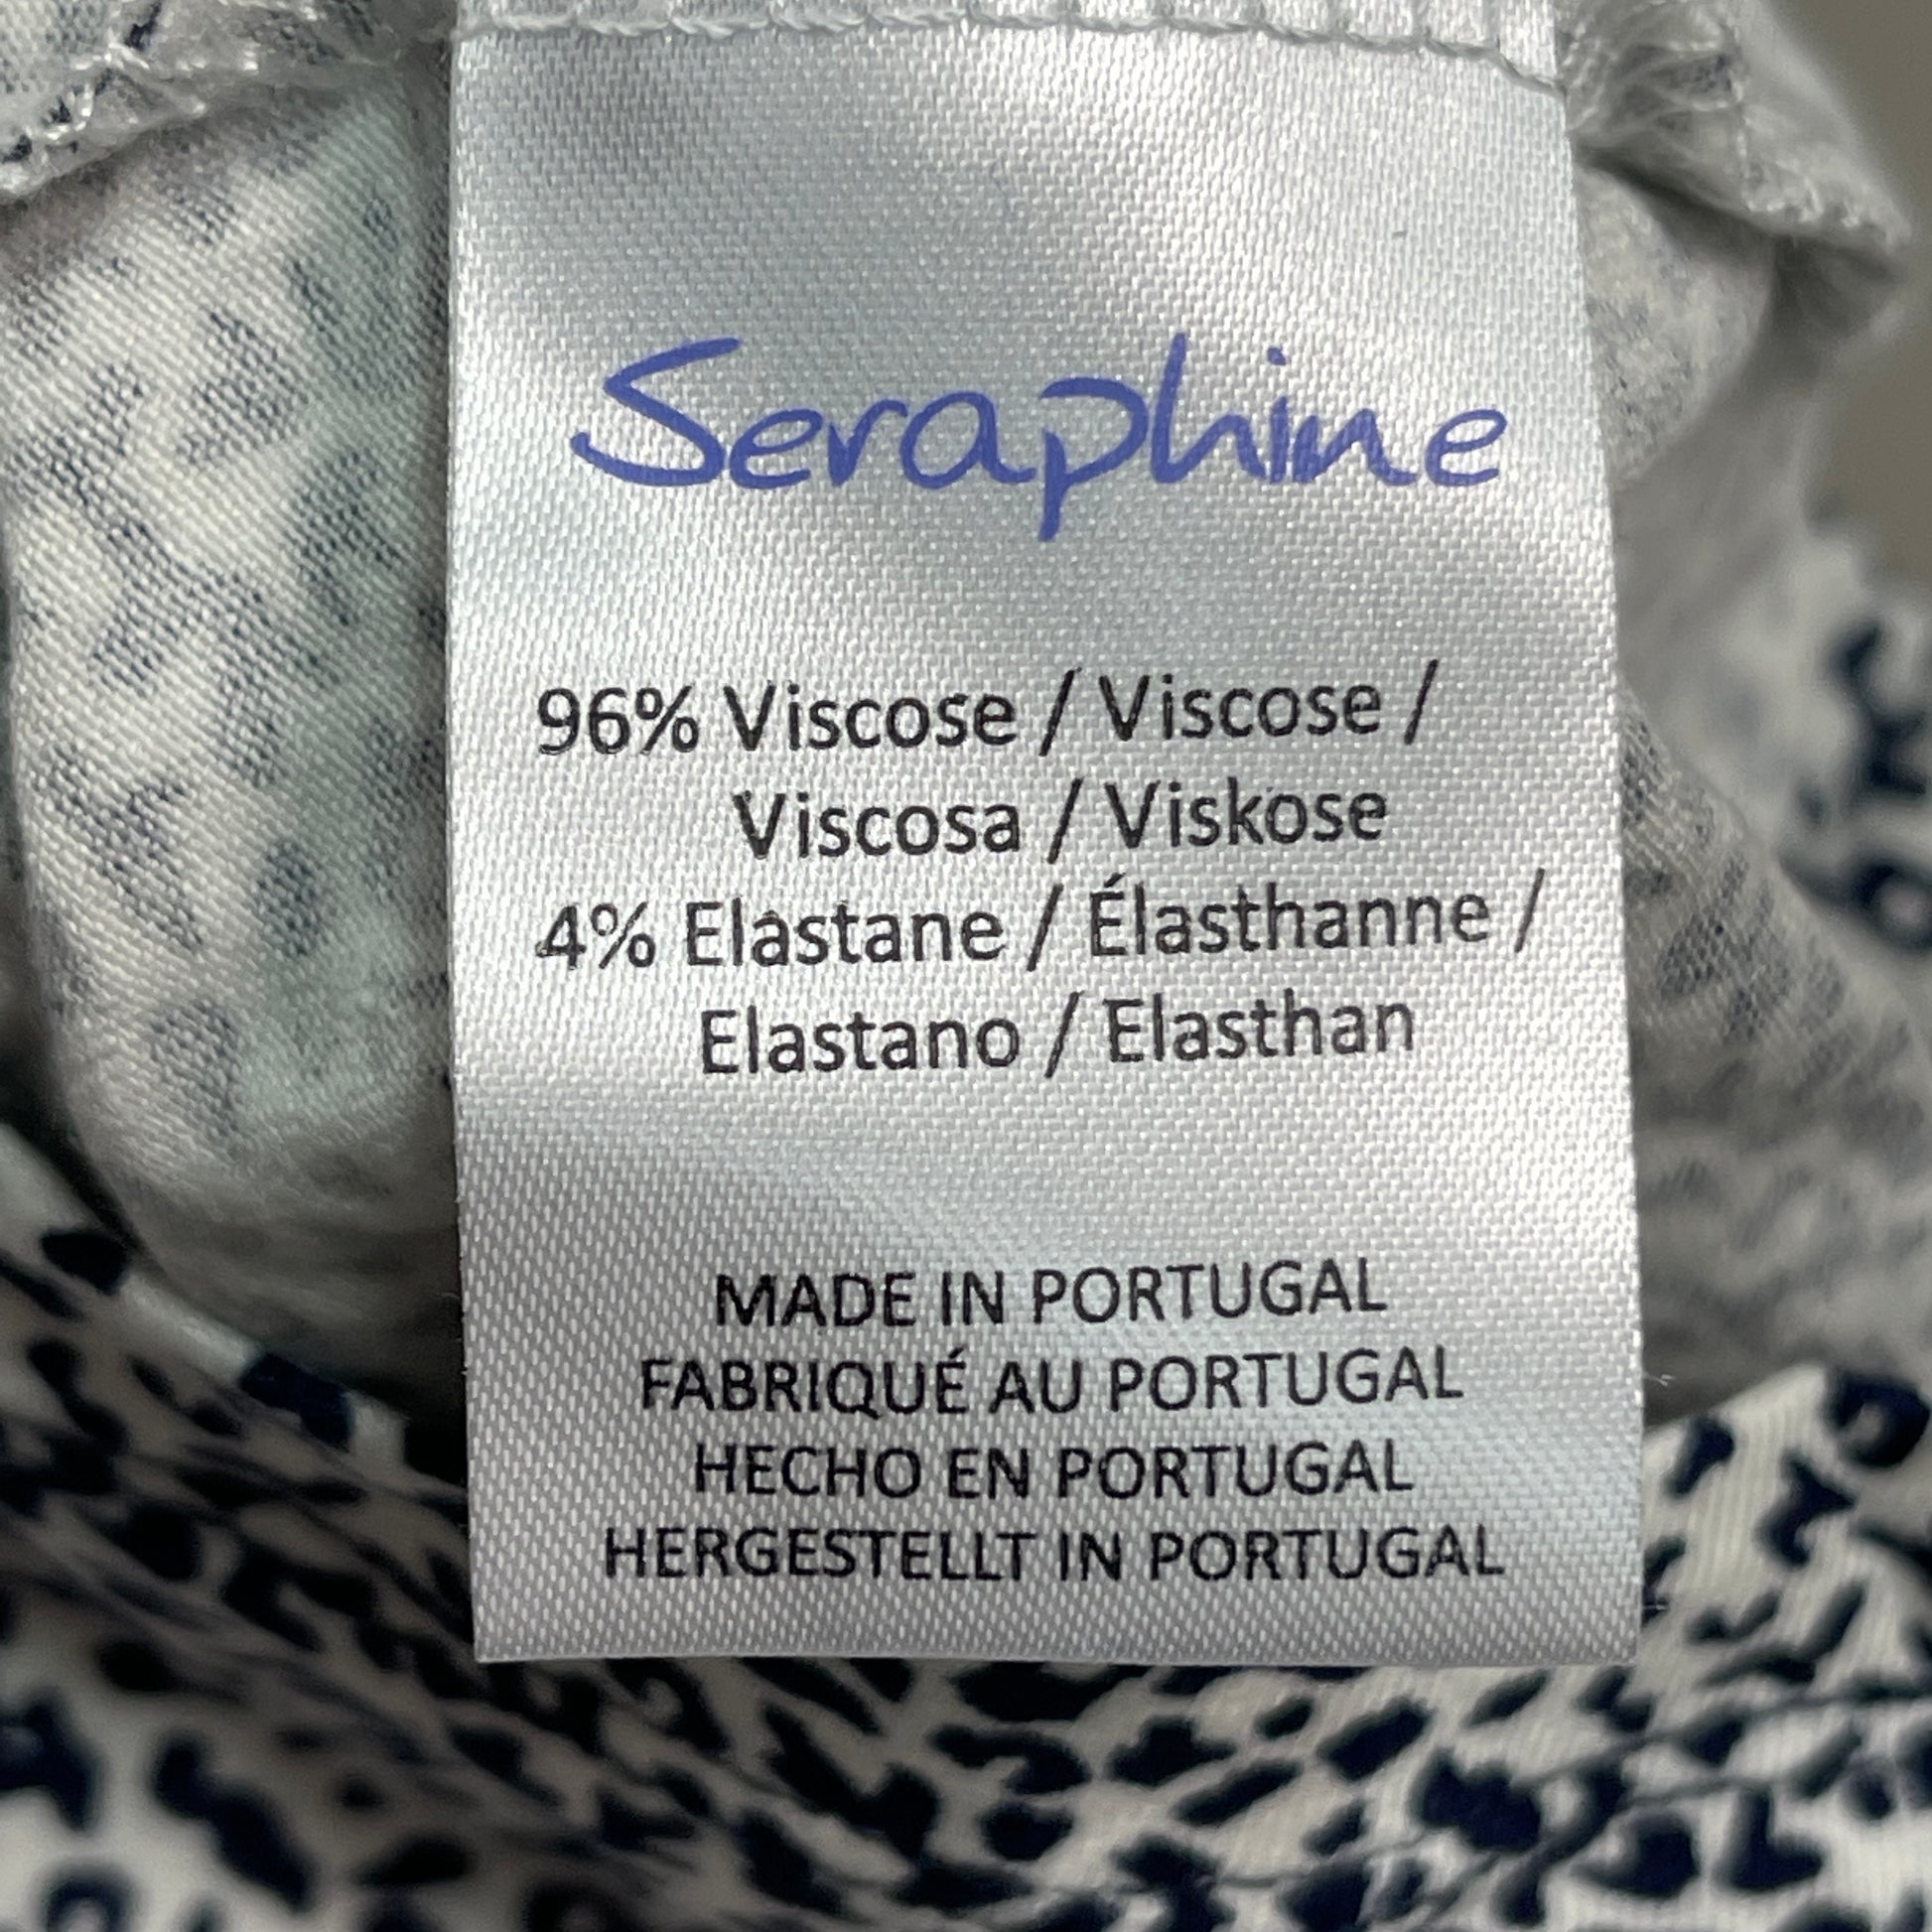 Seraphine
96% Viscose / Viscose /
Viscosa / Viskose
4% Elastane / Élasthanne /
Elastano / Elasthan
MADE IN PORTUGAL
FABRIQUÉ AU PORTUGAL
HECHO EN PORTUGAL
HERGESTELLT IN PORTUGAL